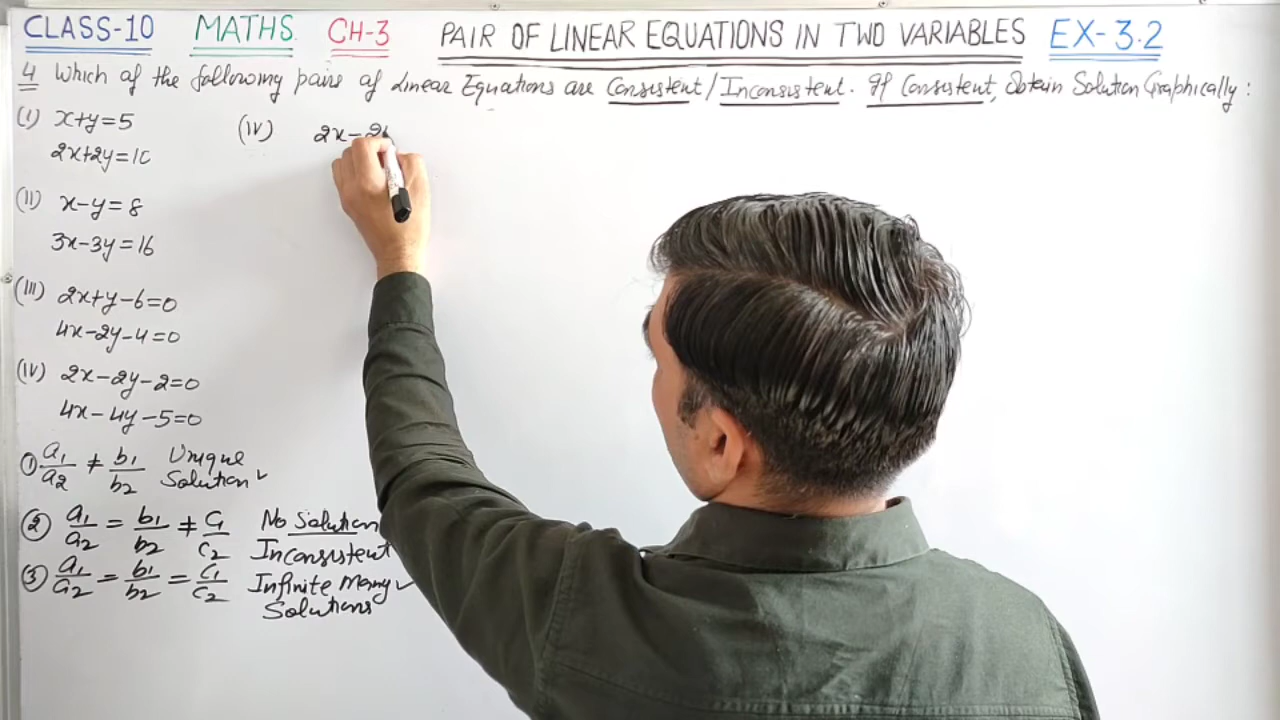 CLASS-10 MATHS. CH-3 PAIR OF LINEAR EQUATIONS IN TWO VARIABLES EX-3.2
4 Which of the following pairs of Linear Equations are Consistent/Inconsistent. If Consistent, Obtain Solution Graphically:
(I) x+y=5
2x+2y=10
(II) x-y=8
3x-3y=16
(III) 2x+y-6=0
4x-2y-4=0
(IV) 2x-2y-2=0
4x-4y-5=0
① a1/a2 ≠ b1/b2 Unique Solution ✓
② a1/a2 = b1/b2 ≠ c1/c2 No Solution Inconsistent
③ a1/a2 = b1/b2 = c1/c2 Infinite Many ✓ Solutions
(IV) 2x-2